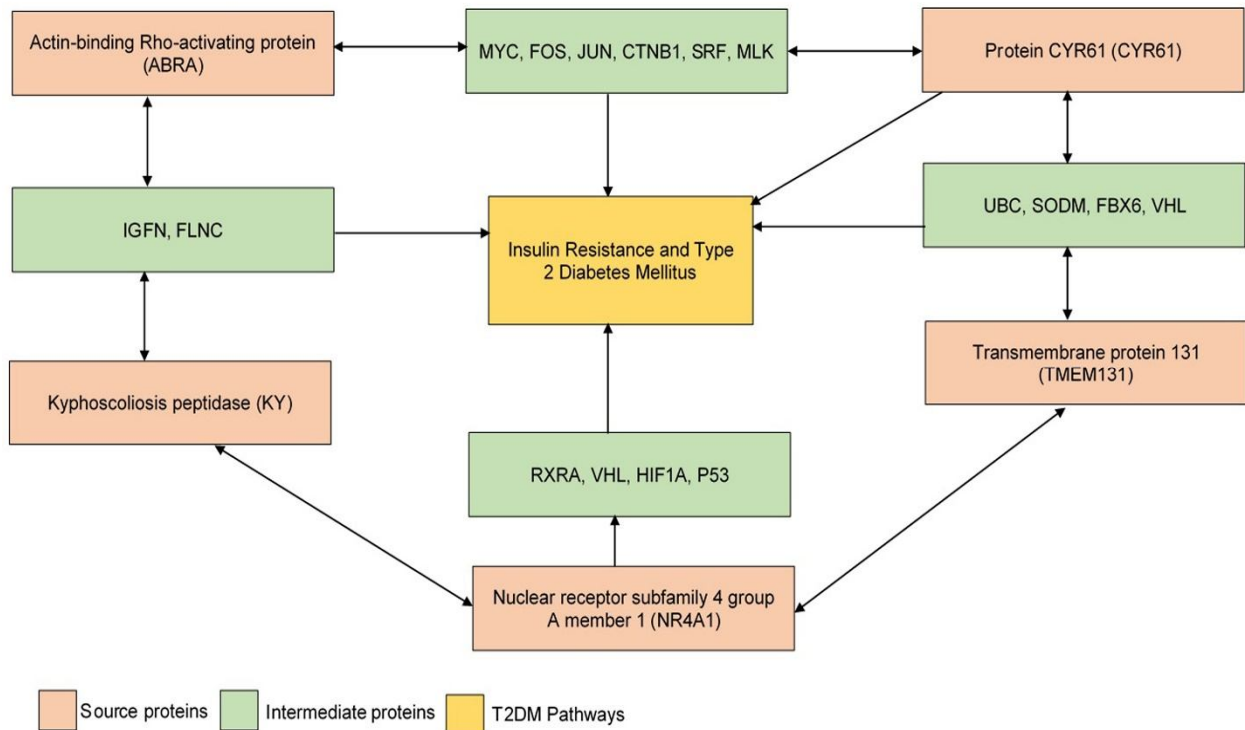 Actin-binding Rho-activating protein
(ABRA)
MYC, FOS, JUN, CTNB1, SRF, MLK
Protein CYR61 (CYR61)
IGFN, FLNC
Insulin Resistance and Type
2 Diabetes Mellitus
UBC, SODM, FBX6, VHL
Kyphoscoliosis peptidase (KY)
Transmembrane protein 131
(TMEM131)
RXRA, VHL, HIF1A, P53
Nuclear receptor subfamily 4 group
A member 1 (NR4A1)
Source proteins
Intermediate proteins
T2DM Pathways